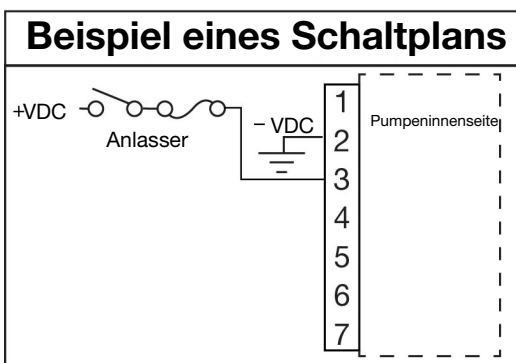 Beispiel eines Schaltplans
+VDC
Anlasser
– VDC
1
2
3
4
5
6
7
Pumpeninnenseite